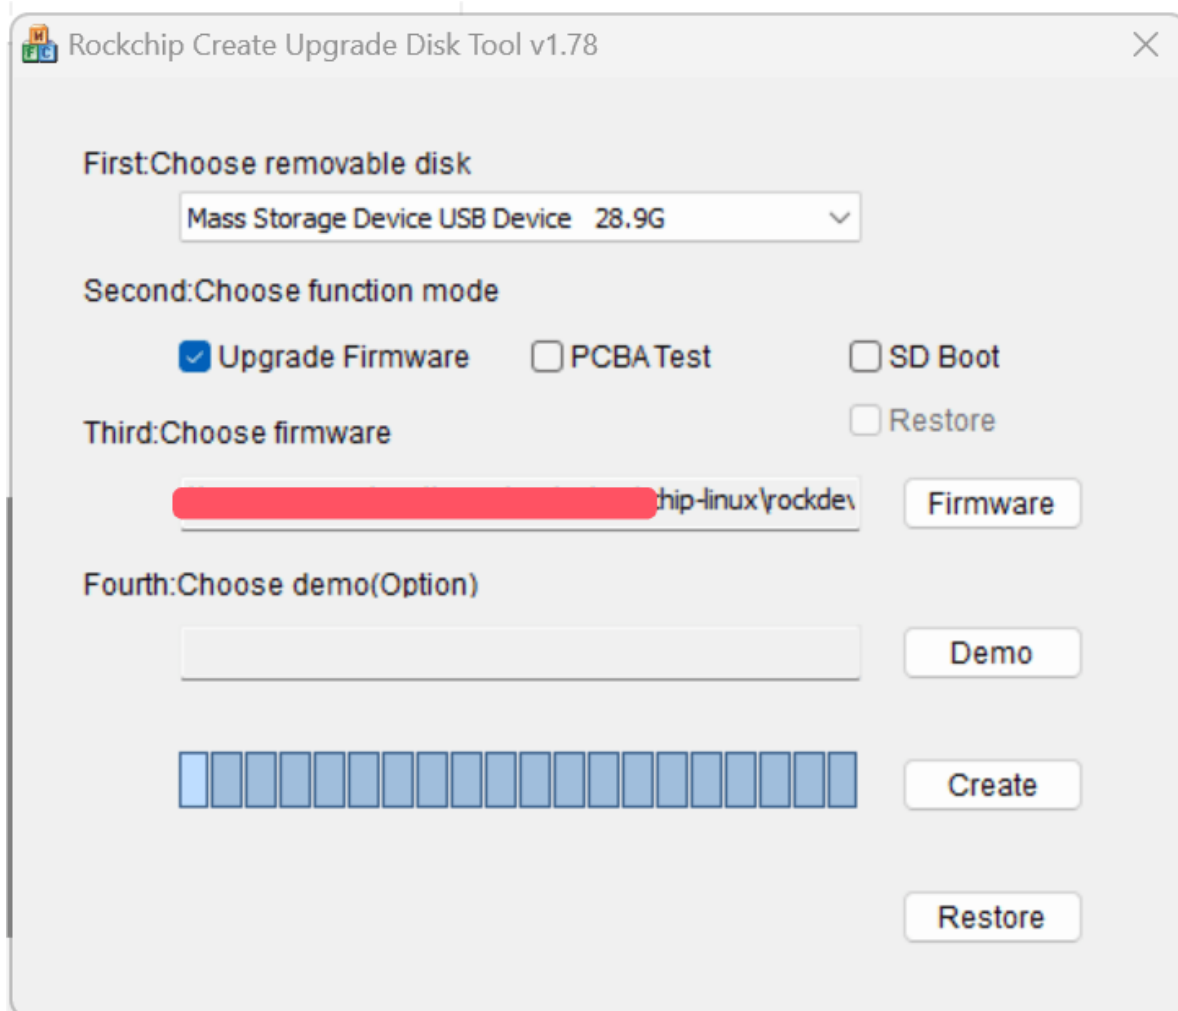 Rockchip Create Upgrade Disk Tool v1.78
First:Choose removable disk
Mass Storage Device USB Device 28.9G
Second:Choose function mode
Upgrade Firmware PCBA Test SD Boot
Restore
Third:Choose firmware
hip-linux\rockdev Firmware
Fourth:Choose demo(Option)
Demo
Create
Restore